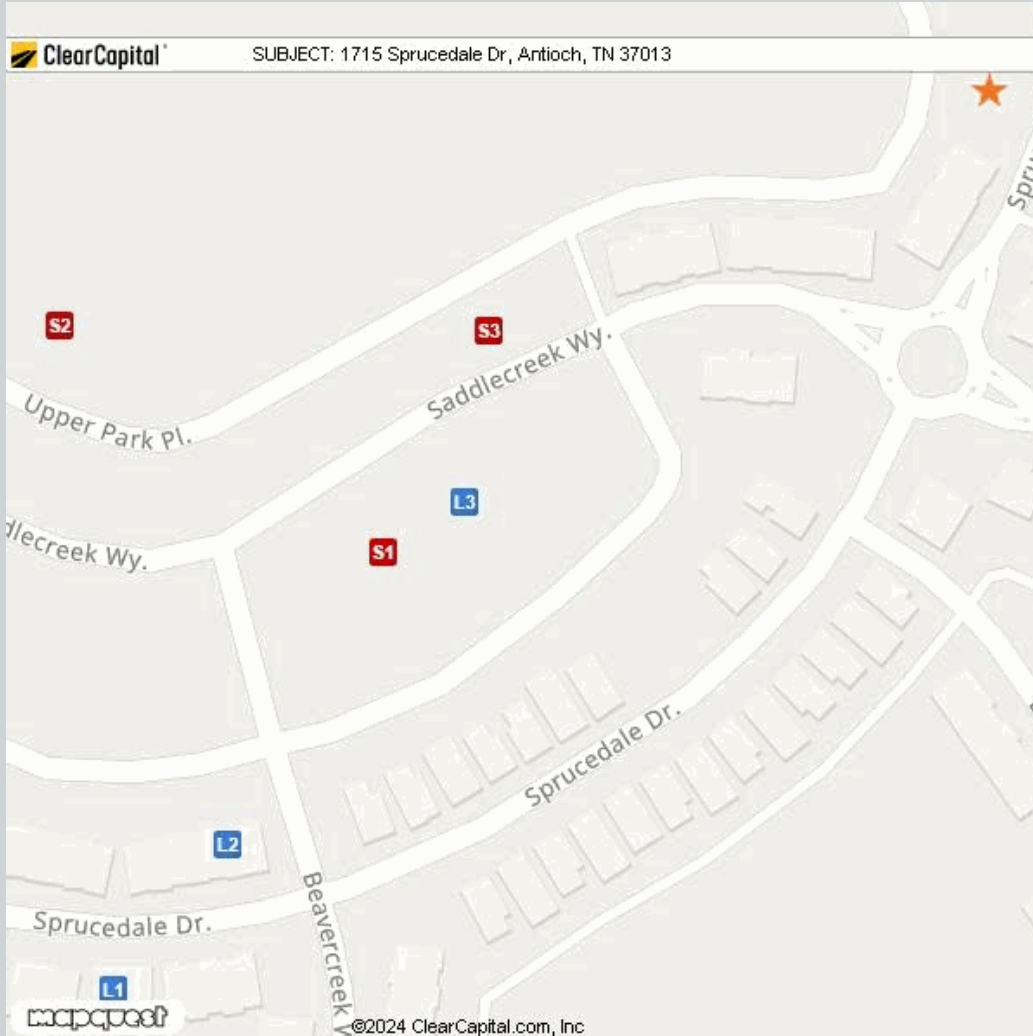 ClearCapital
SUBJECT: 1715 Sprucedale Dr, Antioch, TN 37013
S2
S3
Saddlecreek Wy.
Upper Park Pl.
L3
dlecreek Wy.
S1
Sprucedale Dr.
L2
Beavercreek
Sprucedale Dr.
L1
mapquest
©2024 ClearCapital.com, Inc